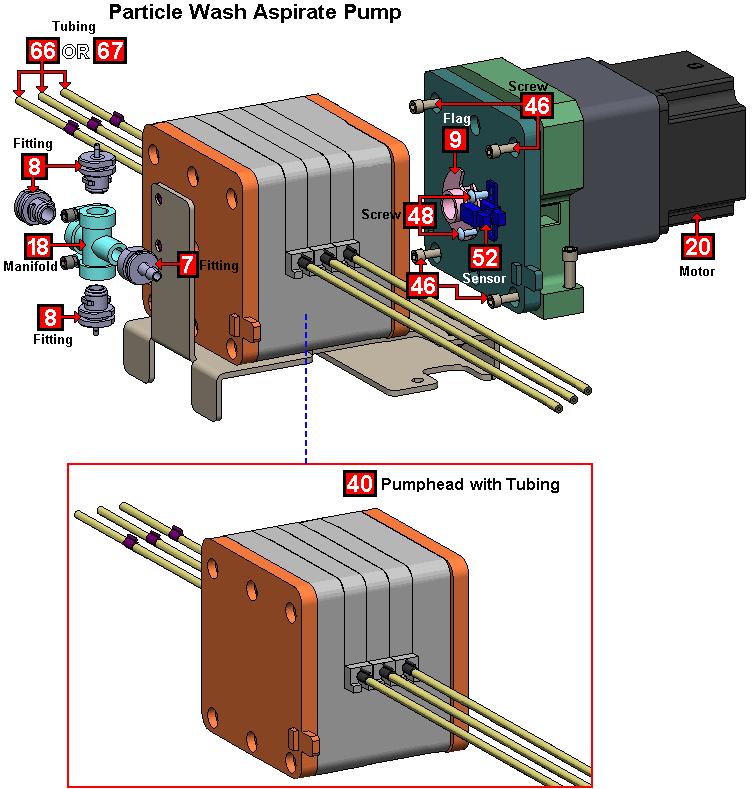 Particle Wash Aspirate Pump
Tubing
66 OR 67
Screw
46
Flag
9
Fitting
8
8
18
Manifold
7 Fitting
8
Fitting
Screw
48
52
Sensor
46
20
Motor
40 Pumphead with Tubing